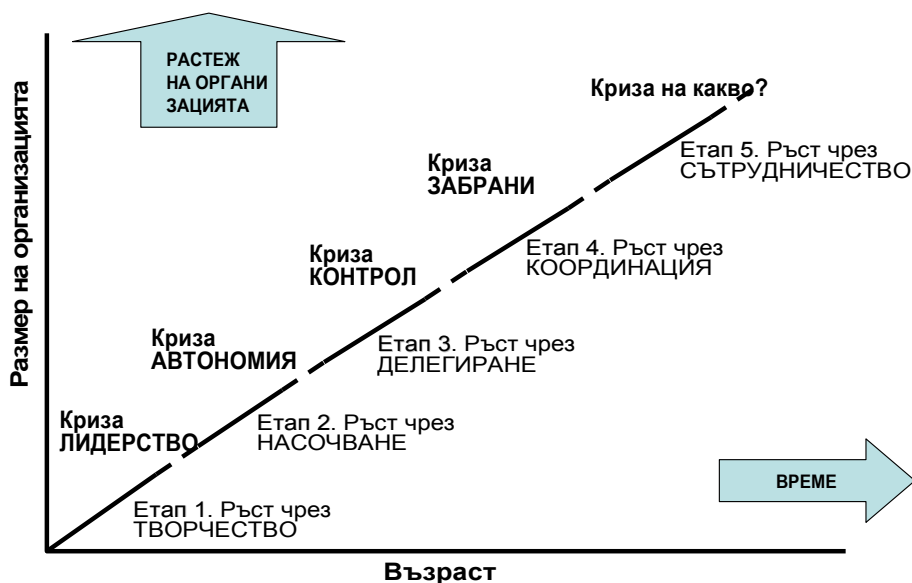 РАСТЕЖ
НА ОРГАНИ
ЗАЦИЯТА
Размер на организацията
Криза на какво?
Етап 5. Ръст чрез
СЪТРУДНИЧЕСТВО
Криза
ЗАБРАНИ
Етап 4. Ръст чрез
КООРДИНАЦИЯ
Криза
КОНТРОЛ
Етап 3. Ръст чрез
ДЕЛЕГИРАНЕ
Криза
АВТОНОМИЯ
Етап 2. Ръст чрез
НАСОЧВАНЕ
Криза
ЛИДЕРСТВО
Етап 1. Ръст чрез
ТВОРЧЕСТВО
ВРЕМЕ
Възраст